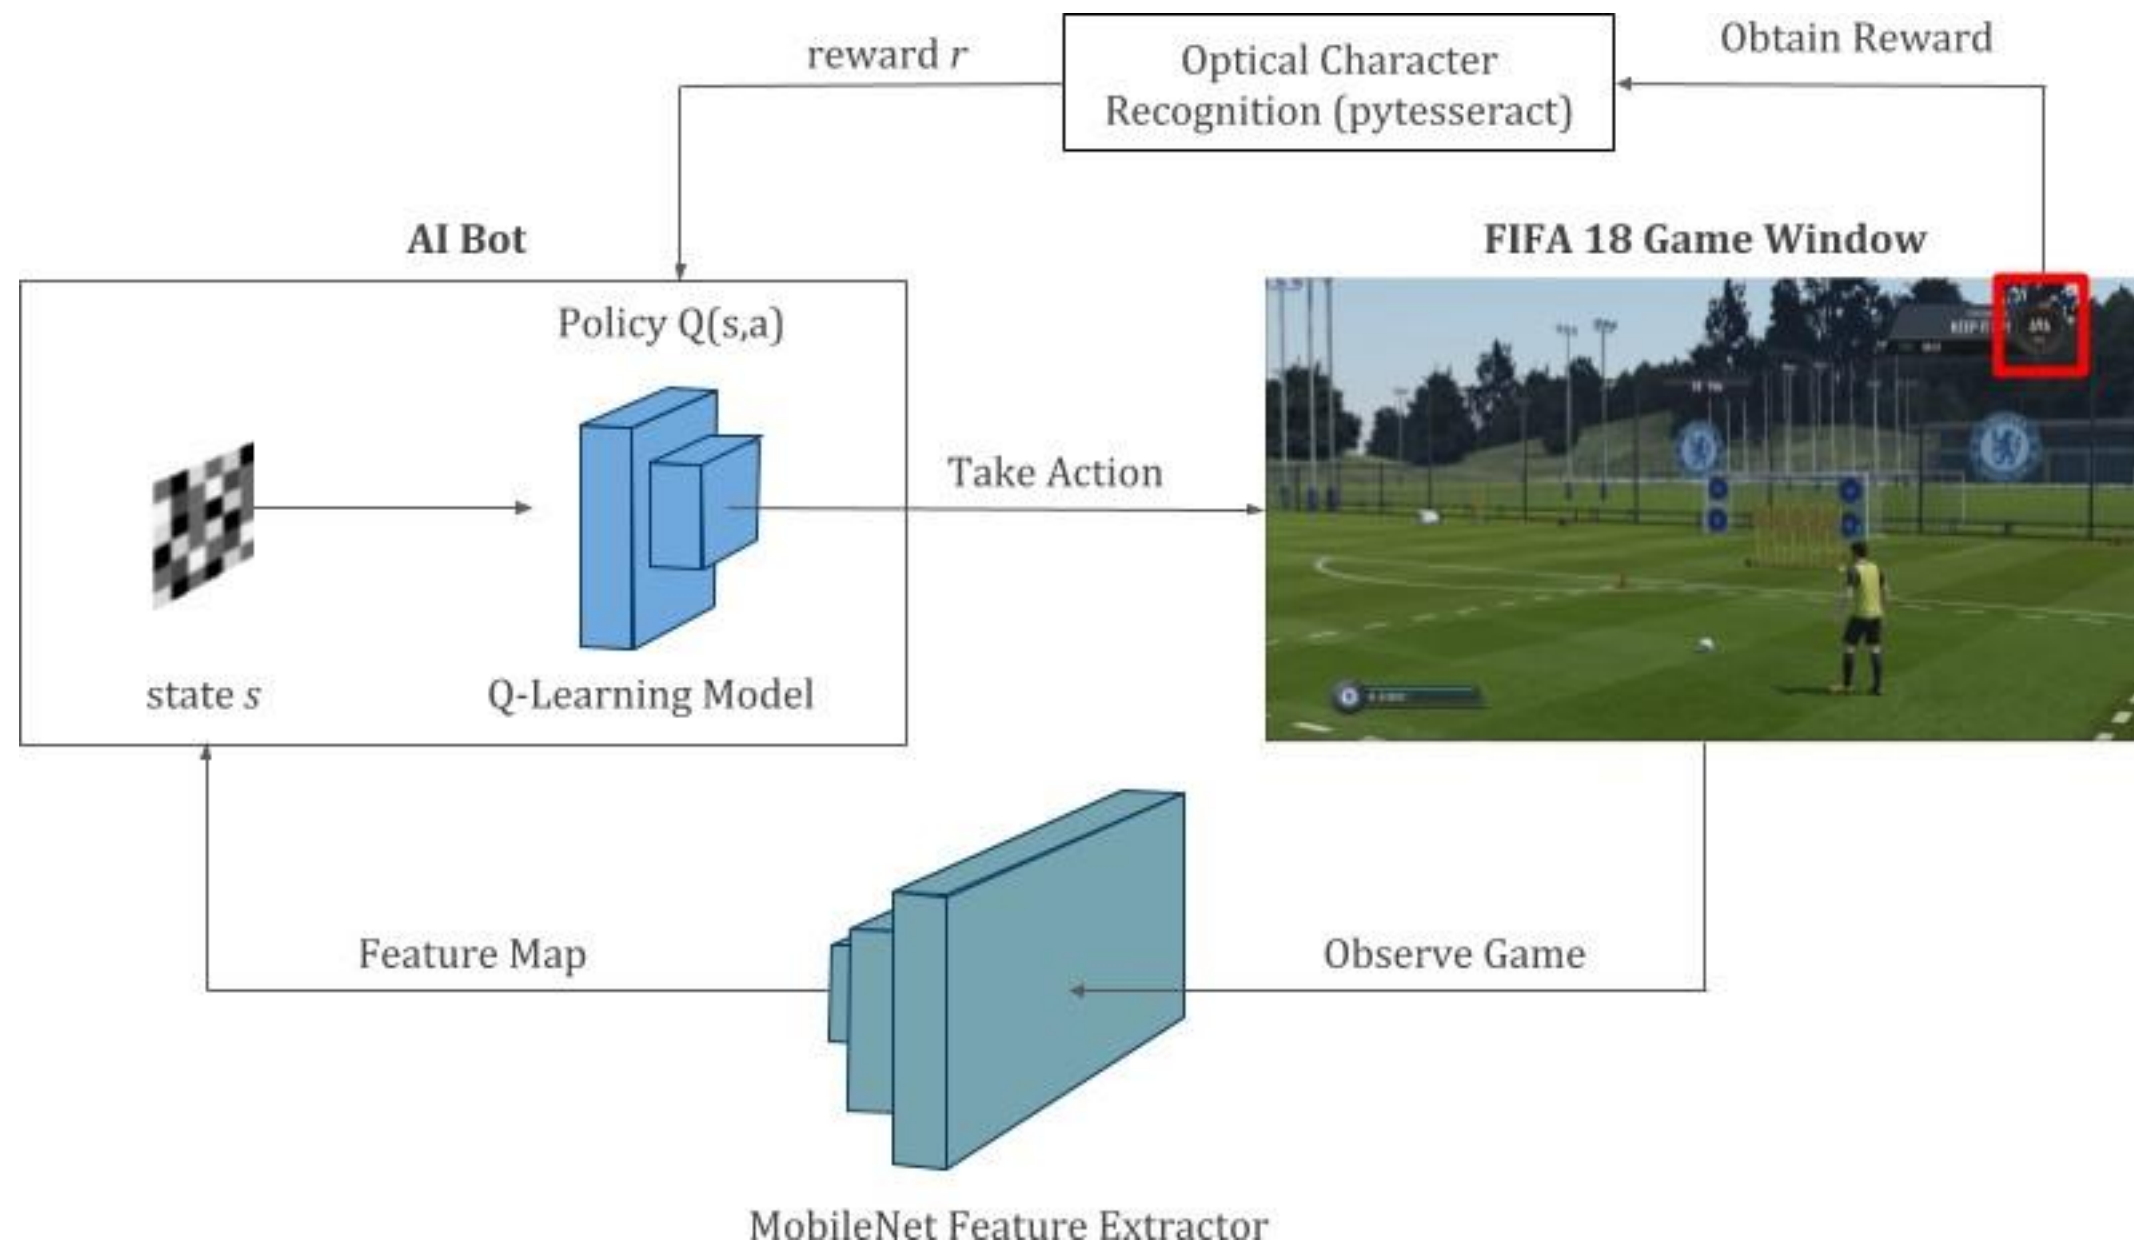 reward r
Optical Character
Recognition (pytesseract)
Obtain Reward
AI Bot
FIFA 18 Game Window
Policy Q(s,a)
Take Action
state s
Q-Learning Model
Feature Map
Observe Game
MobileNet Feature Extractor